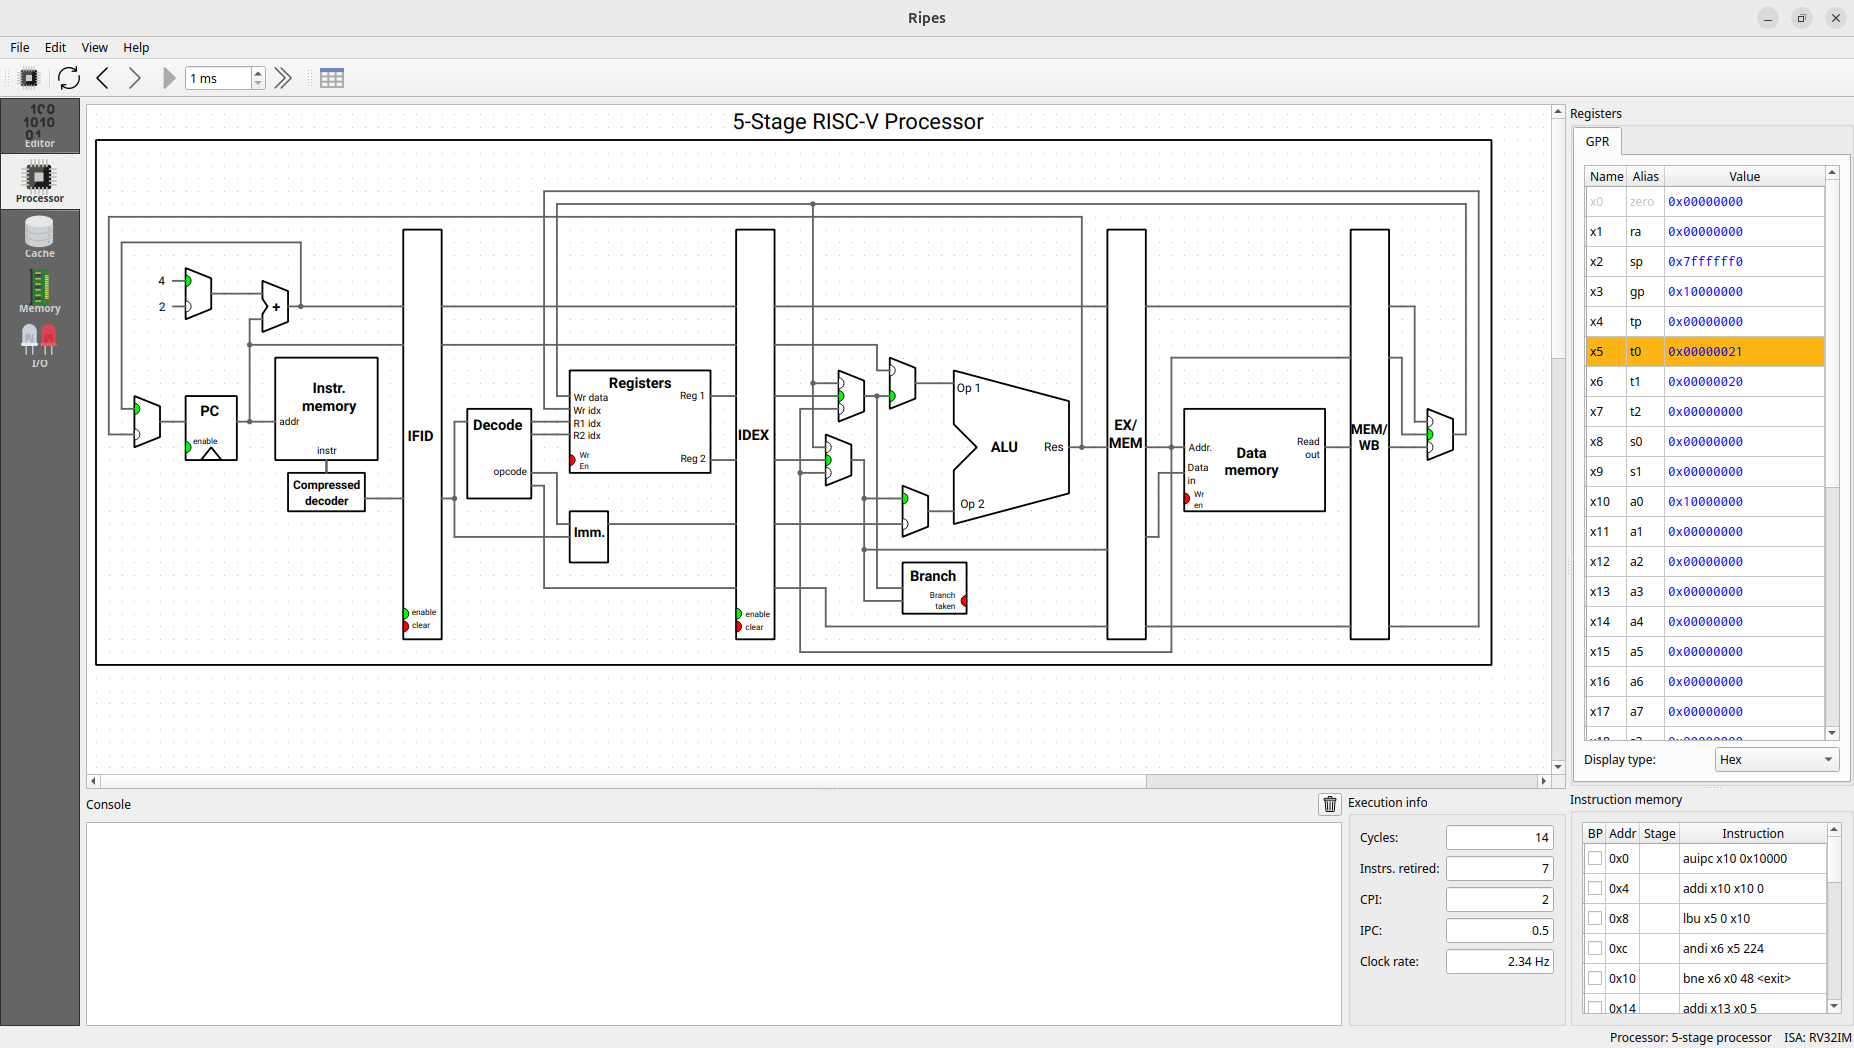 Ripes
File Edit View Help
1 ms
Editor
Processor
Cache
Memory
I/O
5-Stage RISC-V Processor
4
2
+
PC
enable
Instr.
memory
addr
instr
Compressed
decoder
IFID
enable
clear
Decode
opcode
Registers
Wr data
Wr idx
R1 idx
R2 idx
Wr
En
Reg 1
Reg 2
Imm.
IDEX
enable
clear
Op 1
ALU
Res
Op 2
Branch
Branch
taken
EX/
MEM
Addr.
Data
in
Wr
en
Data
memory
Read
out
MEM/
WB
Registers
GPR
Name Alias Value
x0 zero 0x00000000
x1 ra 0x00000000
x2 sp 0x7ffffff0
x3 gp 0x10000000
x4 tp 0x00000000
x5 t0 0x00000021
x6 t1 0x00000020
x7 t2 0x00000000
x8 s0 0x00000000
x9 s1 0x00000000
x10 a0 0x10000000
x11 a1 0x00000000
x12 a2 0x00000000
x13 a3 0x00000000
x14 a4 0x00000000
x15 a5 0x00000000
x16 a6 0x00000000
x17 a7 0x00000000
Display type: Hex
Console
Execution info
Cycles: 14
Instrs. retired: 7
CPI: 2
IPC: 0.5
Clock rate: 2.34 Hz
Instruction memory
BP Addr Stage Instruction
0x0 auipc x10 0x10000
0x4 addi x10 x10 0
0x8 lbu x5 0 x10
0xc andi x6 x5 224
0x10 bne x6 x0 48 <exit>
0x14 addi x13 x0 5
Processor: 5-stage processor ISA: RV32IM